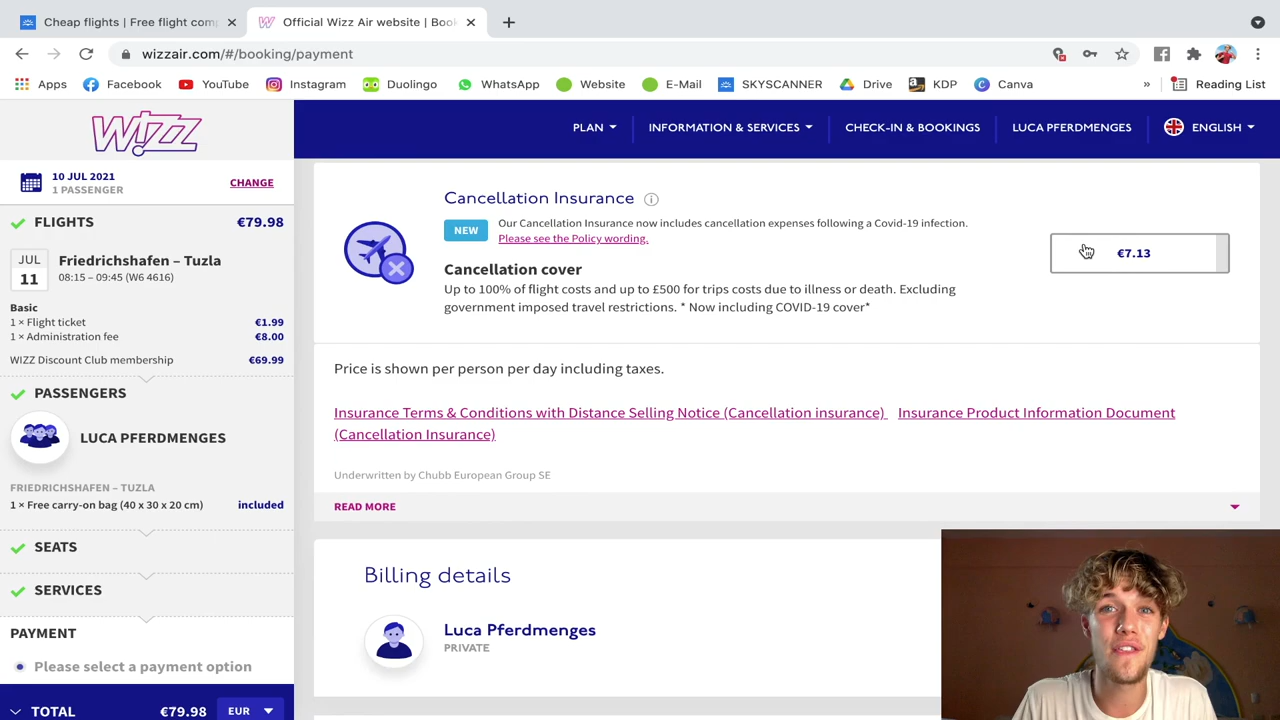 Cheap flights | Free flight com
Official Wizz Air website | Boo
wizzair.com/#/booking/payment
Apps
Facebook
YouTube
Instagram
Duolingo
WhatsApp
Website
E-Mail
SKYSCANNER
Drive
KDP
Canva
»
Reading List
WIZZ
PLAN
INFORMATION & SERVICES
CHECK-IN & BOOKINGS
LUCA PFERDMENGES
ENGLISH
10 JUL 2021
1 PASSENGER
CHANGE
FLIGHTS €79.98
JUL
11
Friedrichshafen – Tuzla
08:15 – 09:45 (W6 4616)
Basic
1 × Flight ticket €1.99
1 × Administration fee €8.00
WIZZ Discount Club membership €69.99
PASSENGERS
LUCA PFERDMENGES
FRIEDRICHSHAFEN – TUZLA
1 × Free carry-on bag (40 x 30 x 20 cm) included
SEATS
SERVICES
PAYMENT
Please select a payment option
TOTAL €79.98 EUR
Cancellation Insurance
NEW
Our Cancellation Insurance now includes cancellation expenses following a Covid-19 infection.
Please see the Policy wording.
€7.13
Cancellation cover
Up to 100% of flight costs and up to £500 for trips costs due to illness or death. Excluding
government imposed travel restrictions. * Now including COVID-19 cover*
Price is shown per person per day including taxes.
Insurance Terms & Conditions with Distance Selling Notice (Cancellation insurance) Insurance Product Information Document
(Cancellation Insurance)
Underwritten by Chubb European Group SE
READ MORE
Billing details
Luca Pferdmenges
PRIVATE